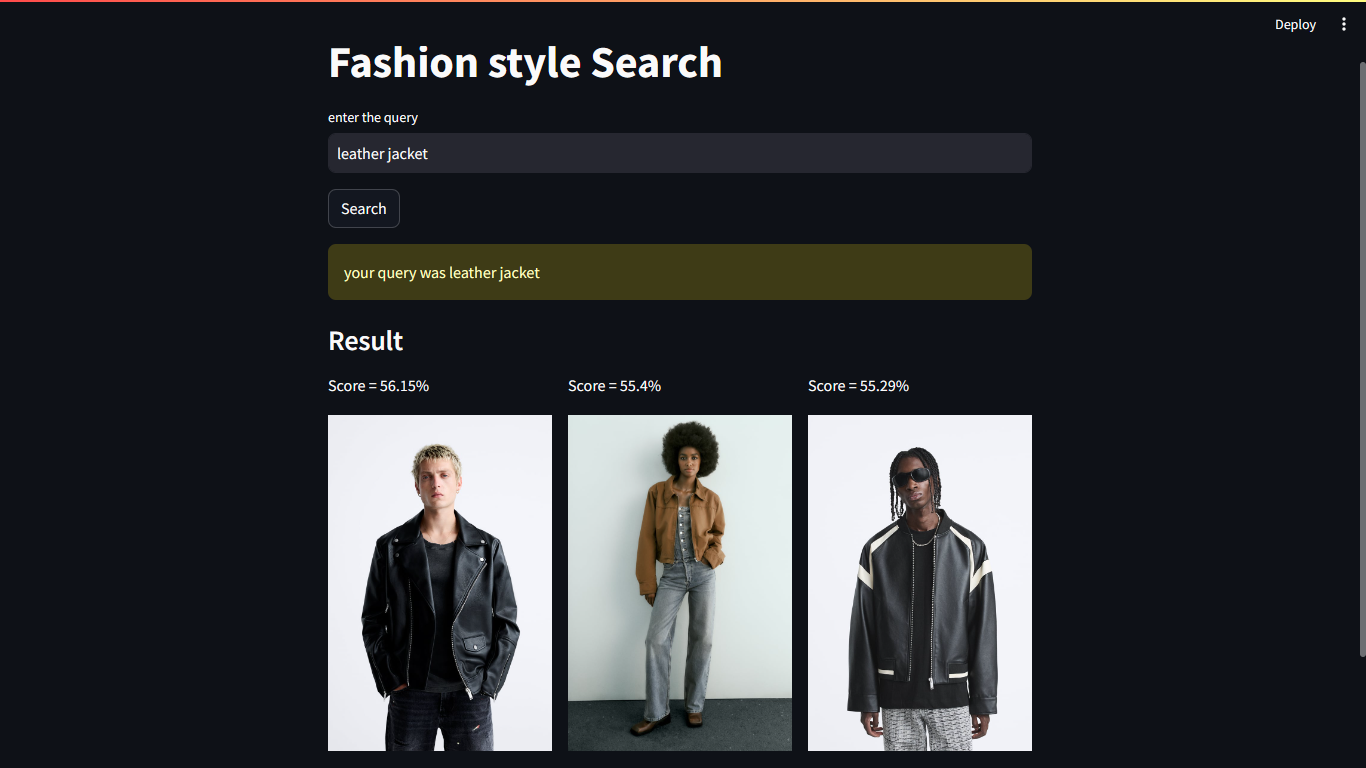 Deploy
Fashion style Search
enter the query
leather jacket
Search
your query was leather jacket
Result
Score = 56.15%
Score = 55.4%
Score = 55.29%